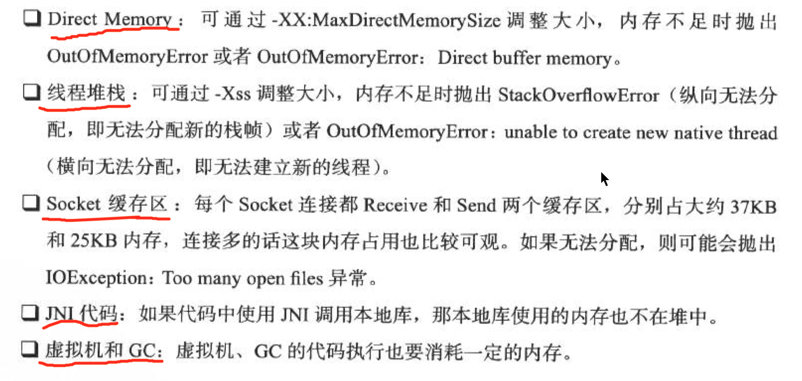 ❏ Direct Memory：可通过 -XX:MaxDirectMemorySize 调整大小，内存不足时抛出
OutOfMemoryError 或者 OutOfMemoryError：Direct buffer memory。
❏ 线程堆栈：可通过 -Xss 调整大小，内存不足时抛出 StackOverflowError（纵向无法分
配，即无法分配新的栈帧）或者 OutOfMemoryError：unable to create new native thread
（横向无法分配，即无法建立新的线程）。
❏ Socket 缓存区：每个 Socket 连接都 Receive 和 Send 两个缓存区，分别占大约 37KB
和 25KB 内存，连接多的话这块内存占用也比较可观。如果无法分配，则可能会抛出
IOException：Too many open files 异常。
❏ JNI 代码：如果代码中使用 JNI 调用本地库，那本地库使用的内存也不在堆中。
❏ 虚拟机和 GC：虚拟机、GC 的代码执行也要消耗一定的内存。